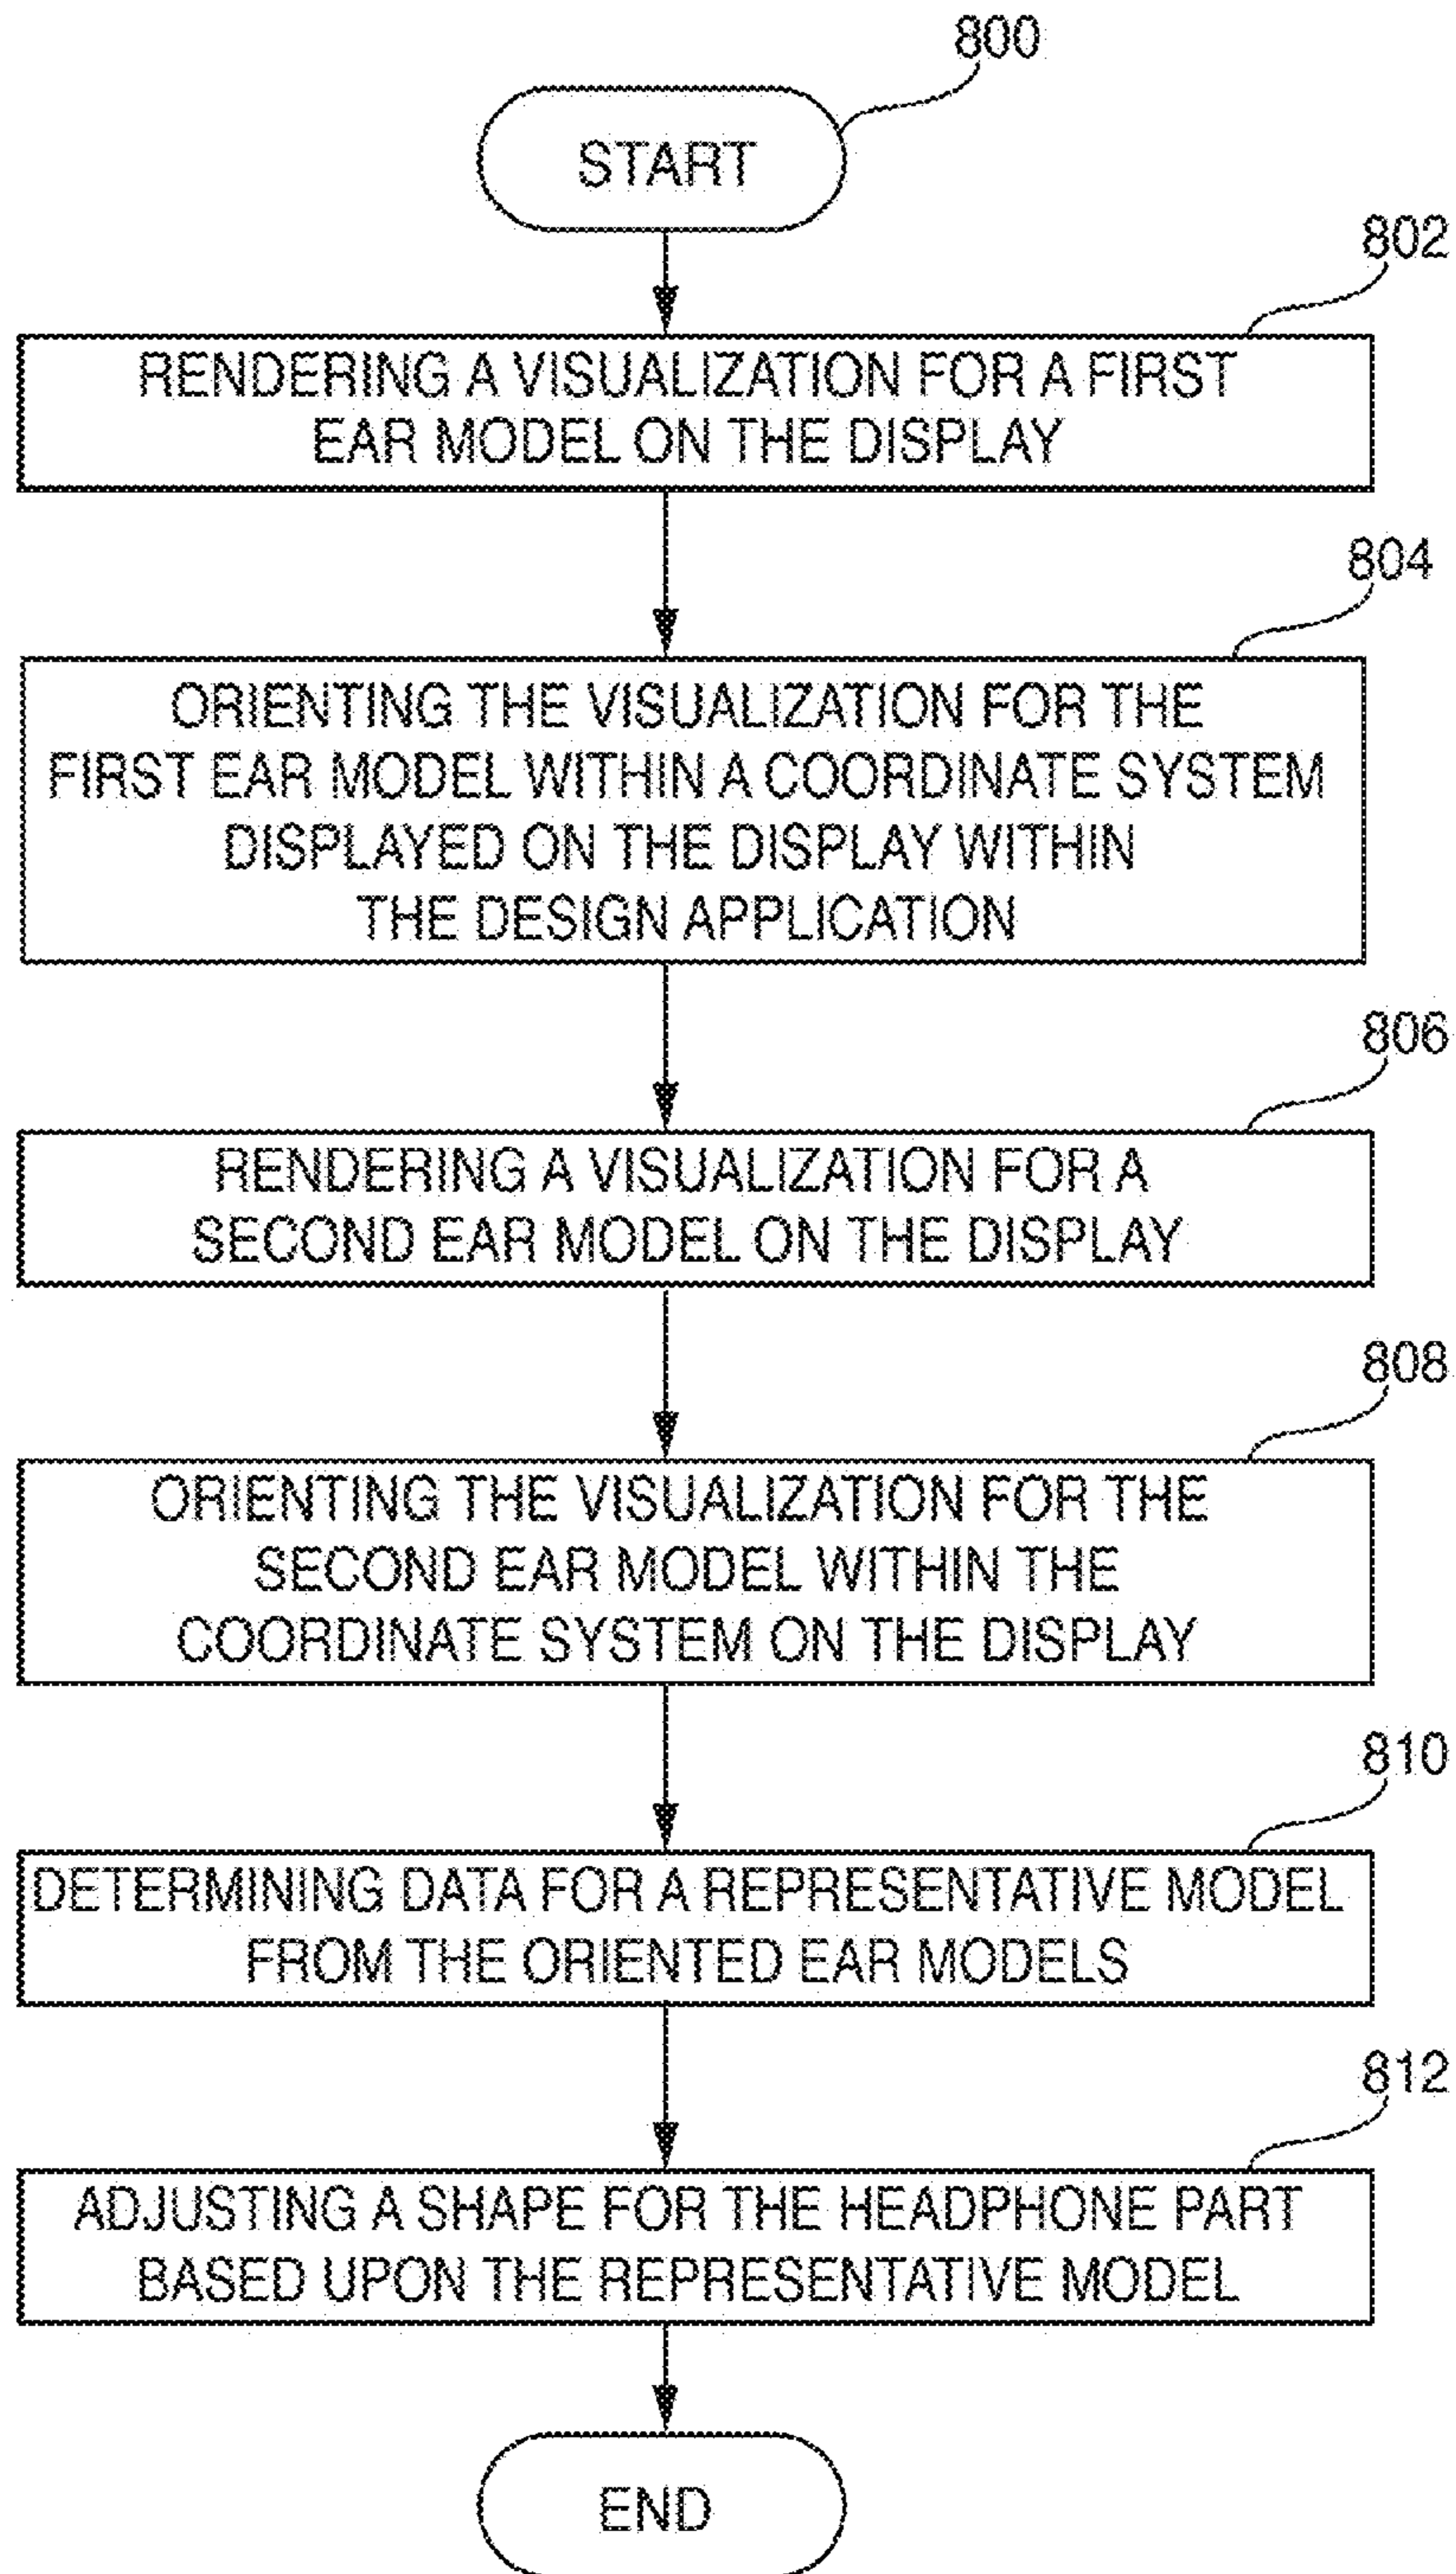 800
START
802
RENDERING A VISUALIZATION FOR A FIRST
EAR MODEL ON THE DISPLAY
804
ORIENTING THE VISUALIZATION FOR THE
FIRST EAR MODEL WITHIN A COORDINATE SYSTEM
DISPLAYED ON THE DISPLAY WITHIN
THE DESIGN APPLICATION
806
RENDERING A VISUALIZATION FOR A
SECOND EAR MODEL ON THE DISPLAY
808
ORIENTING THE VISUALIZATION FOR THE
SECOND EAR MODEL WITHIN THE
COORDINATE SYSTEM ON THE DISPLAY
810
DETERMINING DATA FOR A REPRESENTATIVE MODEL
FROM THE ORIENTED EAR MODELS
812
ADJUSTING A SHAPE FOR THE HEADPHONE PART
BASED UPON THE REPRESENTATIVE MODEL
END